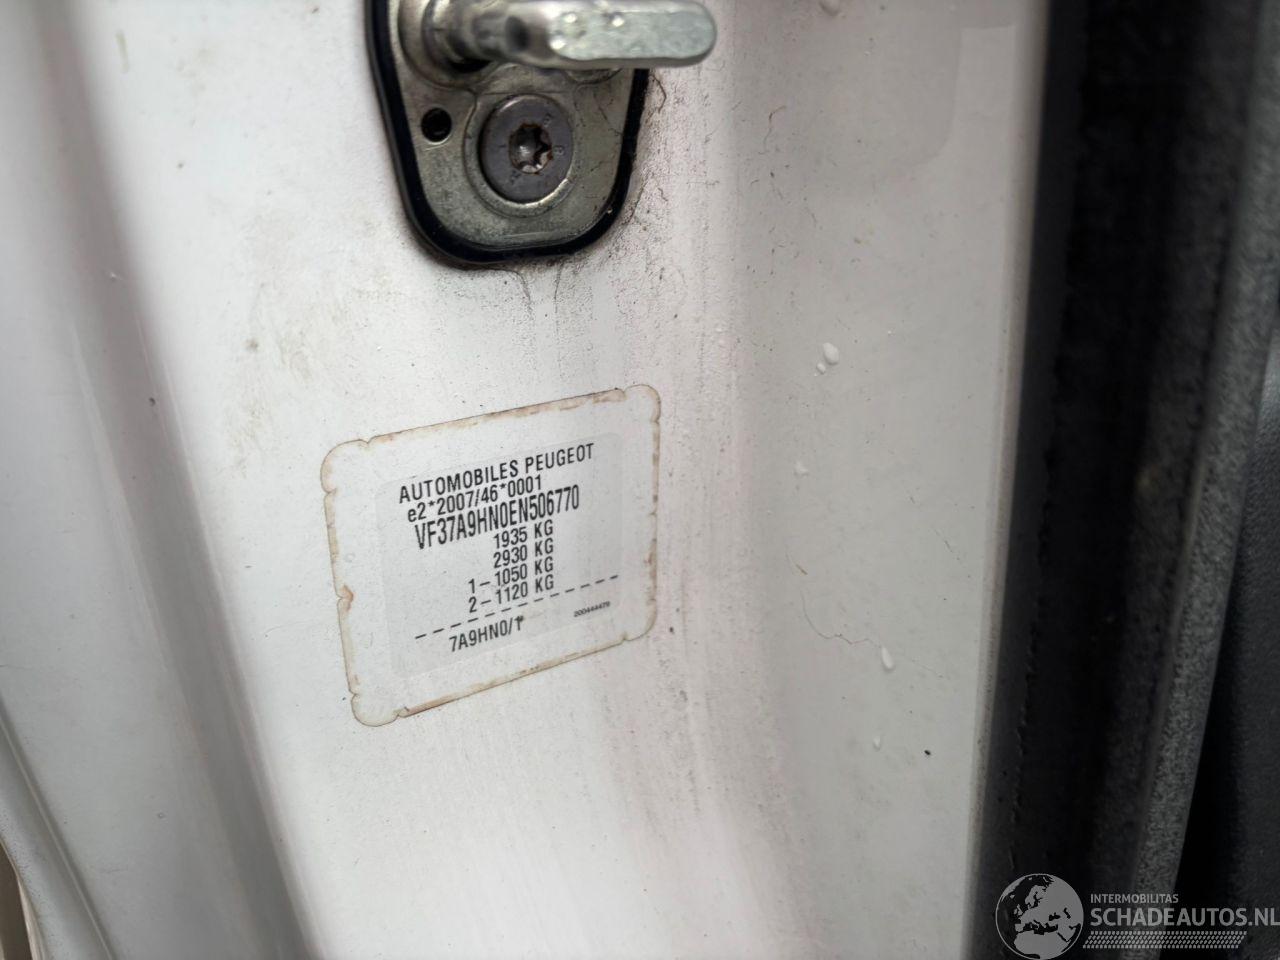 AUTOMOBILES PEUGEOT
e2*2007/46*0001
VF37A9HN0EN506770
1935 KG
2930 KG
1-1050 KG
2-1120 KG
200444479
7A9HN0/1*
INTERMOBILITAS
SCHADEAUTOS.NL